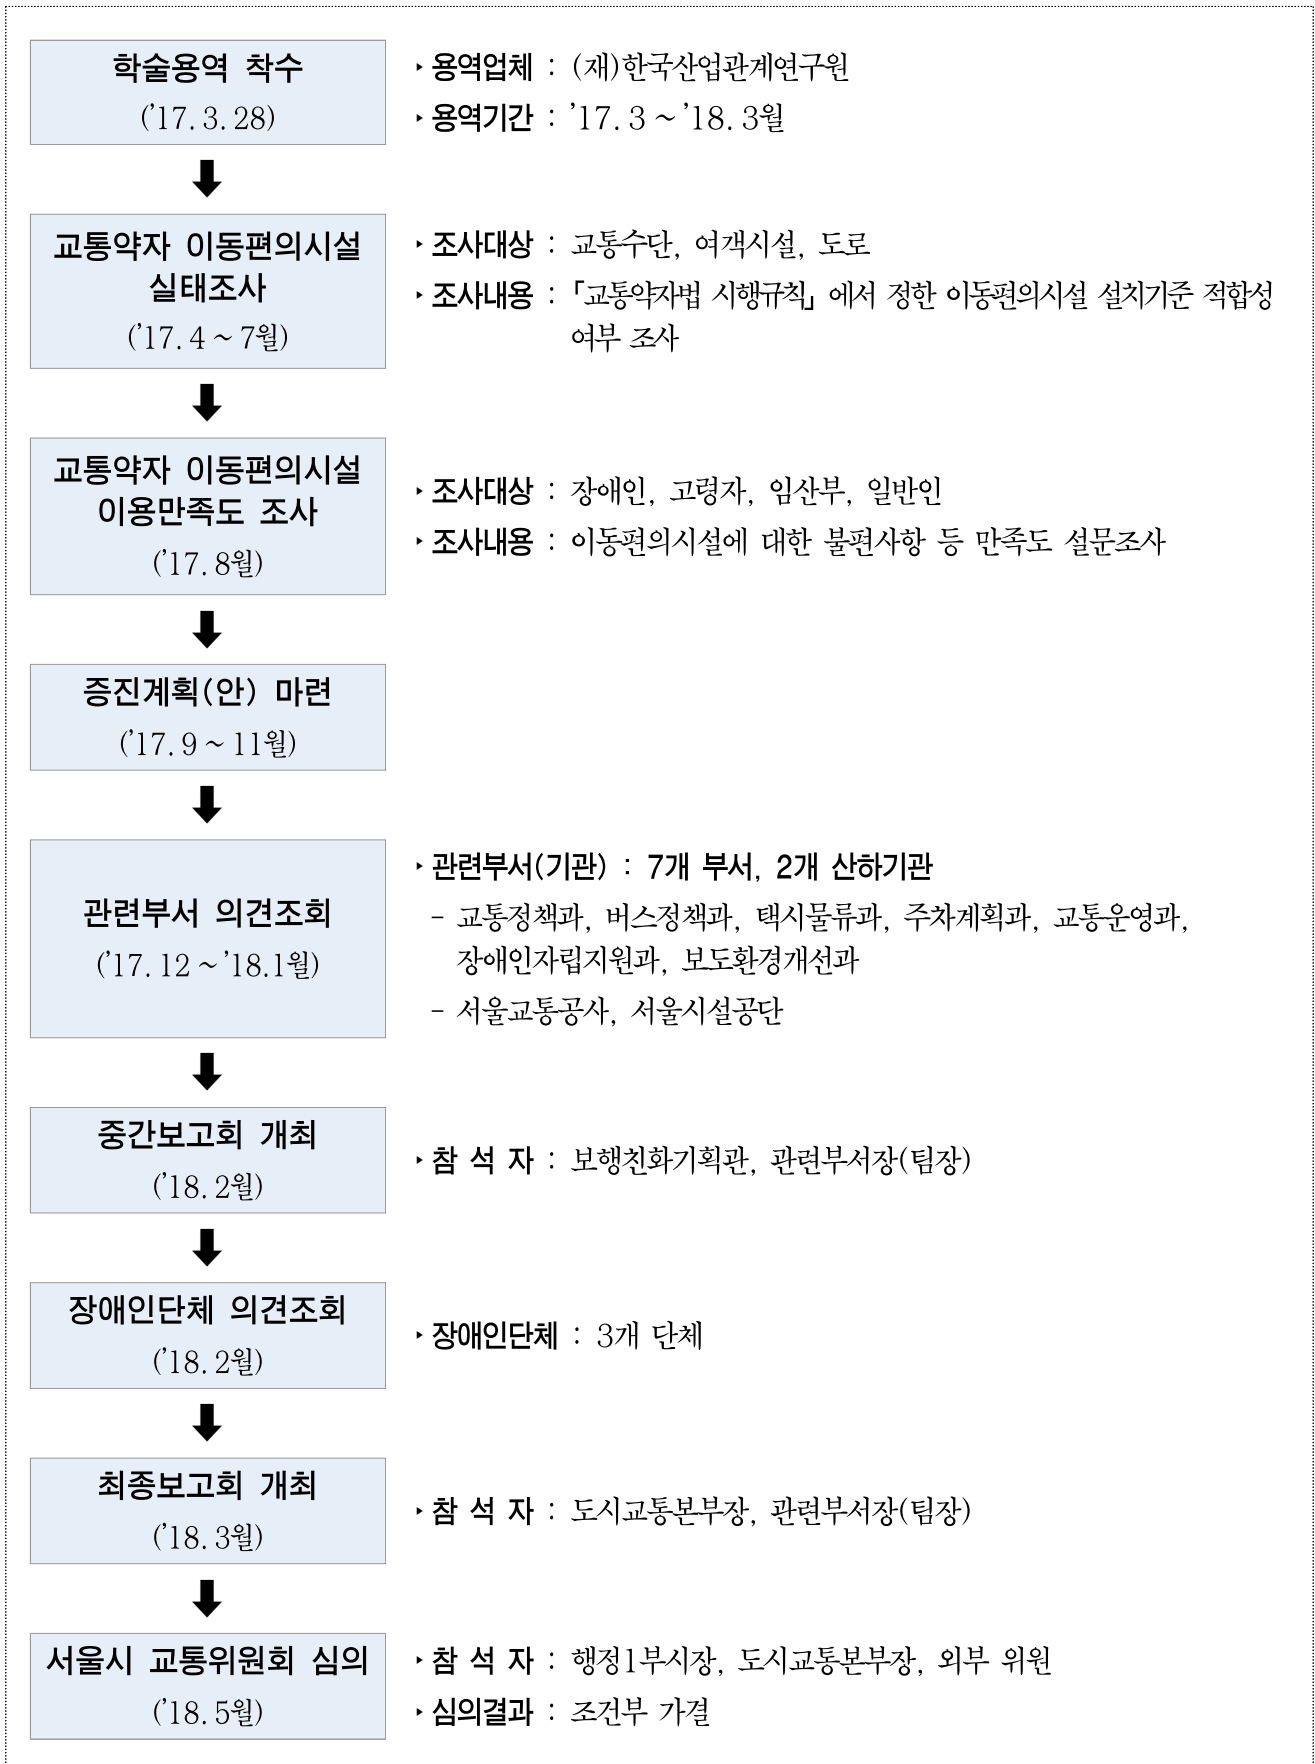 학술용역 착수
('17. 3. 28)
‣ 용역업체 : (재)한국산업관계연구원
‣ 용역기간 : '17. 3 ~ '18. 3월
교통약자 이동편의시설
실태조사
('17. 4 ~ 7월)
‣ 조사대상 : 교통수단, 여객시설, 도로
‣ 조사내용 : 「교통약자법 시행규칙」에서 정한 이동편의시설 설치기준 적합성
여부 조사
교통약자 이동편의시설
이용만족도 조사
('17. 8월)
‣ 조사대상 : 장애인, 고령자, 임산부, 일반인
‣ 조사내용 : 이동편의시설에 대한 불편사항 등 만족도 설문조사
증진계획(안) 마련
('17. 9 ~ 11월)
관련부서 의견조회
('17. 12 ~ '18.1월)
‣ 관련부서(기관) : 7개 부서, 2개 산하기관
- 교통정책과, 버스정책과, 택시물류과, 주차계획과, 교통운영과,
장애인자립지원과, 보도환경개선과
- 서울교통공사, 서울시설공단
중간보고회 개최
('18. 2월)
‣ 참 석 자 : 보행친화기획관, 관련부서장(팀장)
장애인단체 의견조회
('18. 2월)
‣ 장애인단체 : 3개 단체
최종보고회 개최
('18. 3월)
‣ 참 석 자 : 도시교통본부장, 관련부서장(팀장)
서울시 교통위원회 심의
('18. 5월)
‣ 참 석 자 : 행정1부시장, 도시교통본부장, 외부 위원
‣ 심의결과 : 조건부 가결